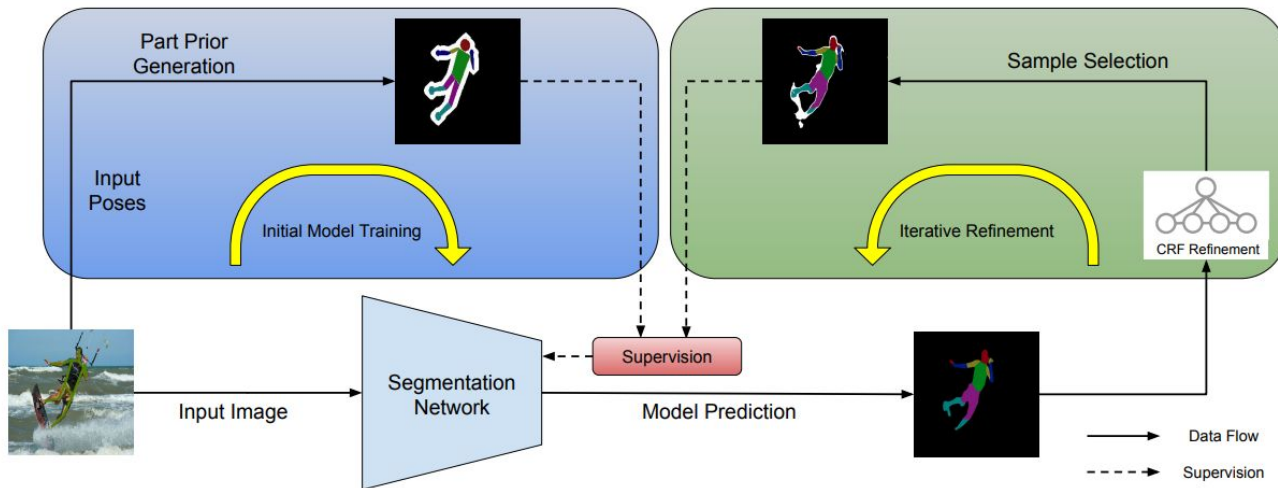 Part Prior
Generation
Sample Selection
Input
Poses
Initial Model Training
Iterative Refinement
CRF Refinement
Supervision
Segmentation
Network
Input Image
Model Prediction
Data Flow
Supervision